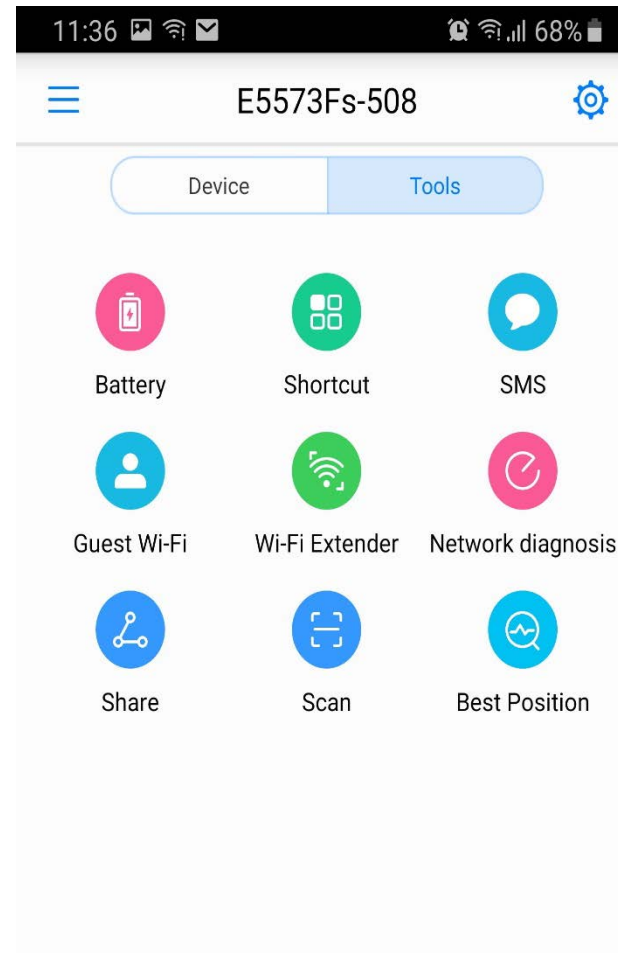 11:36 68%
E5573Fs-508
Device Tools
Battery Shortcut SMS
Guest Wi-Fi Wi-Fi Extender Network diagnosis
Share Scan Best Position